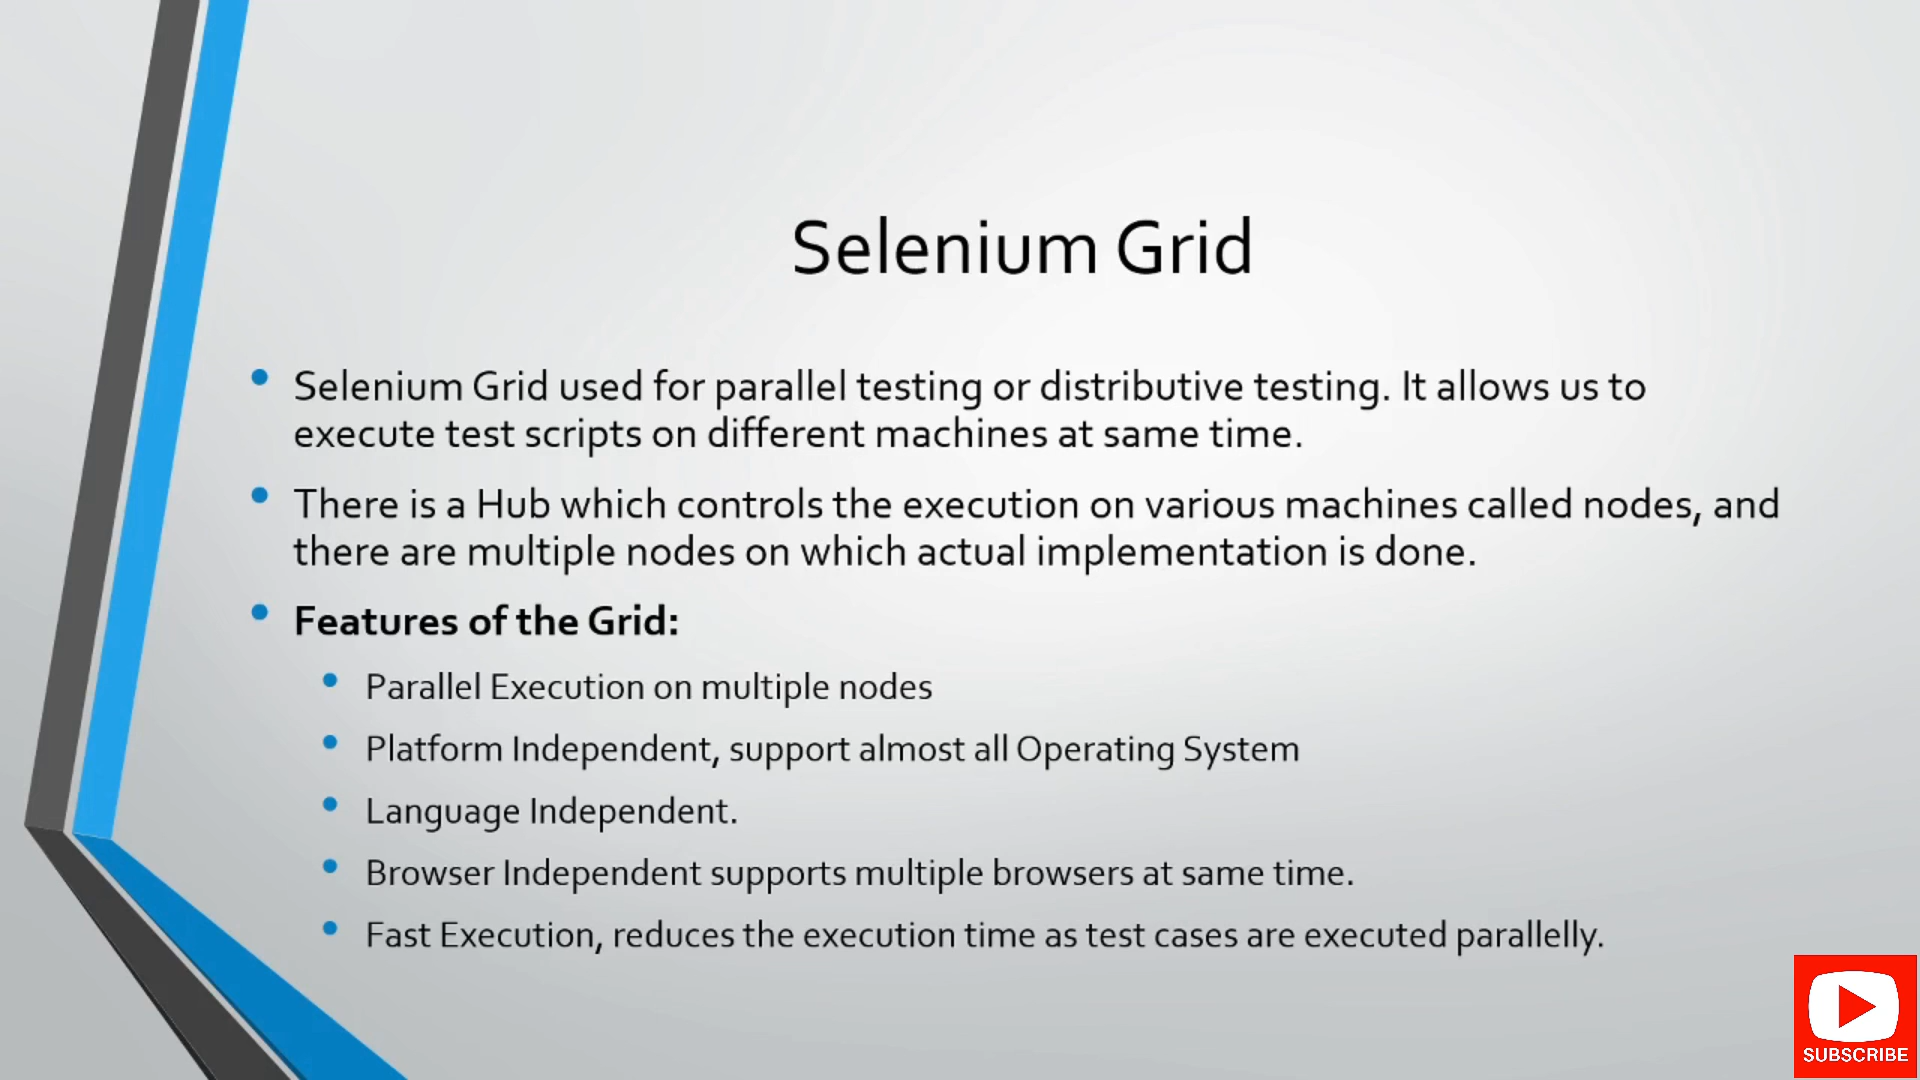 Selenium Grid
Selenium Grid used for parallel testing or distributive testing. It allows us to
execute test scripts on different machines at same time.
There is a Hub which controls the execution on various machines called nodes, and
there are multiple nodes on which actual implementation is done.
Features of the Grid:
Parallel Execution on multiple nodes
Platform Independent, support almost all Operating System
Language Independent.
Browser Independent supports multiple browsers at same time.
Fast Execution, reduces the execution time as test cases are executed parallelly.
SUBSCRIBE